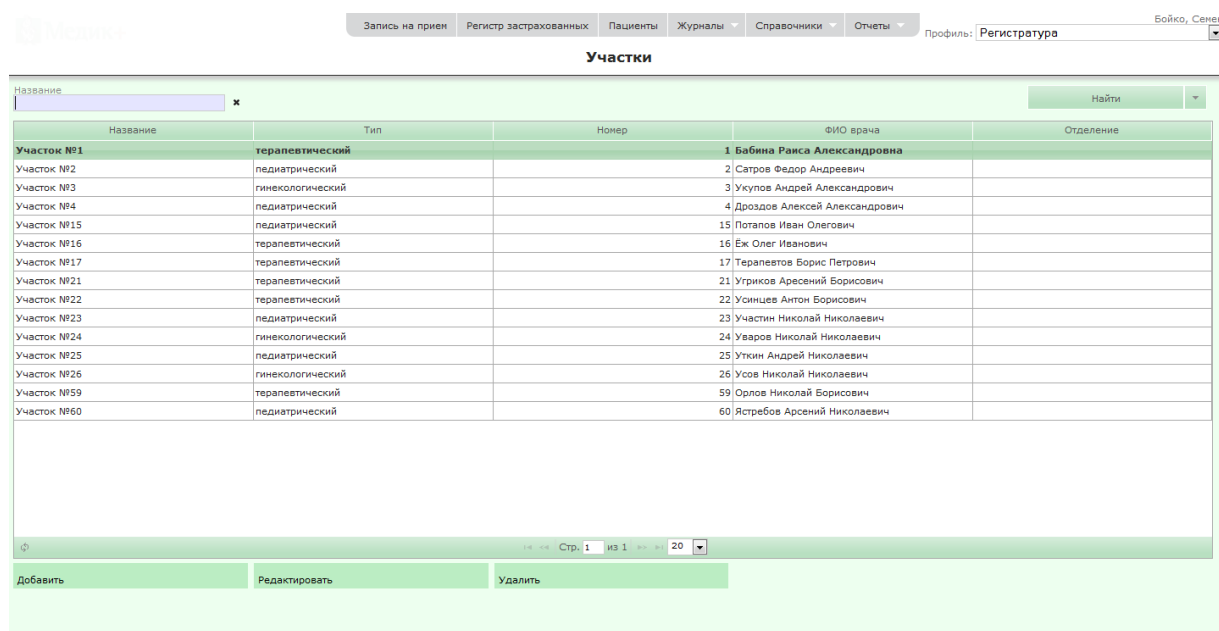 Медик+
Запись на прием Регистр застрахованных Пациенты Журналы Справочники Отчеты
Бойко, Семен
Профиль: Регистратура
Участки
Название
Найти
Название Тип Номер ФИО врача Отделение
Участок №1 терапевтический 1 Бабина Раиса Александровна
Участок №2 педиатрический 2 Сатров Федор Андреевич
Участок №3 гинекологический 3 Укупов Андрей Александрович
Участок №4 педиатрический 4 Дроздов Алексей Александрович
Участок №15 педиатрический 15 Потапов Иван Олегович
Участок №16 терапевтический 16 Ёж Олег Иванович
Участок №17 терапевтический 17 Терапевтов Борис Петрович
Участок №21 терапевтический 21 Угриков Аресений Борисович
Участок №22 терапевтический 22 Усинцев Антон Борисович
Участок №23 педиатрический 23 Участин Николай Николаевич
Участок №24 гинекологический 24 Уваров Николай Николаевич
Участок №25 педиатрический 25 Уткин Андрей Николаевич
Участок №26 гинекологический 26 Усов Николай Николаевич
Участок №59 терапевтический 59 Орлов Николай Борисович
Участок №60 педиатрический 60 Ястребов Арсений Николаевич
Стр. 1 из 1 20
Добавить Редактировать Удалить